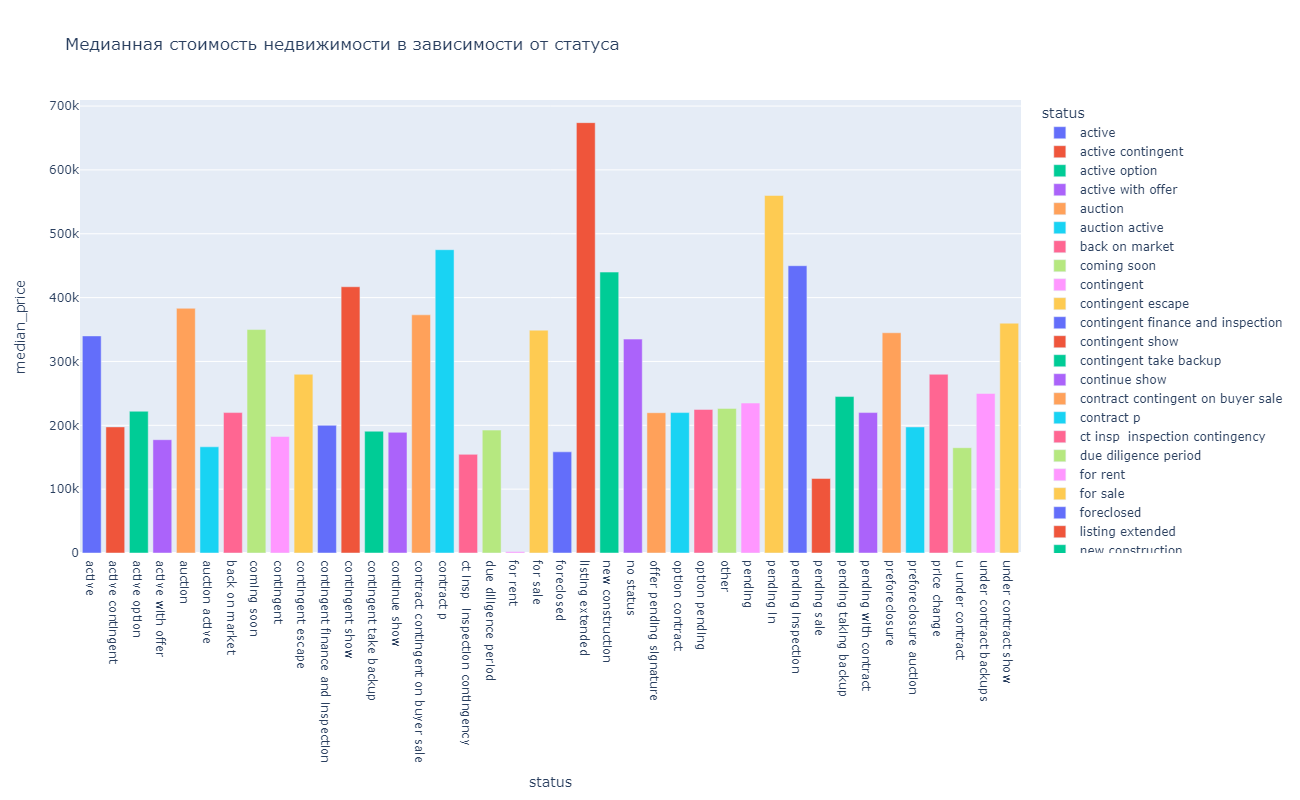 Медианная стоимость недвижимости в зависимости от статуса
700k
600k
500k
400k
300k
200k
100k
0
median_price
active
active contingent
active option
active with offer
auction
auction active
back on market
coming soon
contingent
contingent escape
contingent finance and inspection
contingent show
contingent take backup
continue show
contract contingent on buyer sale
contract p
ct insp  inspection contingency
due diligence period
for rent
for sale
foreclosed
listing extended
new construction
no status
offer pending signature
option contract
option pending
other
pending
pending in
pending inspection
pending sale
pending taking backup
pending with contract
preforeclosure
preforeclosure auction
price change
u under contract
under contract backups
under contract show
status
status
active
active contingent
active option
active with offer
auction
auction active
back on market
coming soon
contingent
contingent escape
contingent finance and inspection
contingent show
contingent take backup
continue show
contract contingent on buyer sale
contract p
ct insp  inspection contingency
due diligence period
for rent
for sale
foreclosed
listing extended
new construction